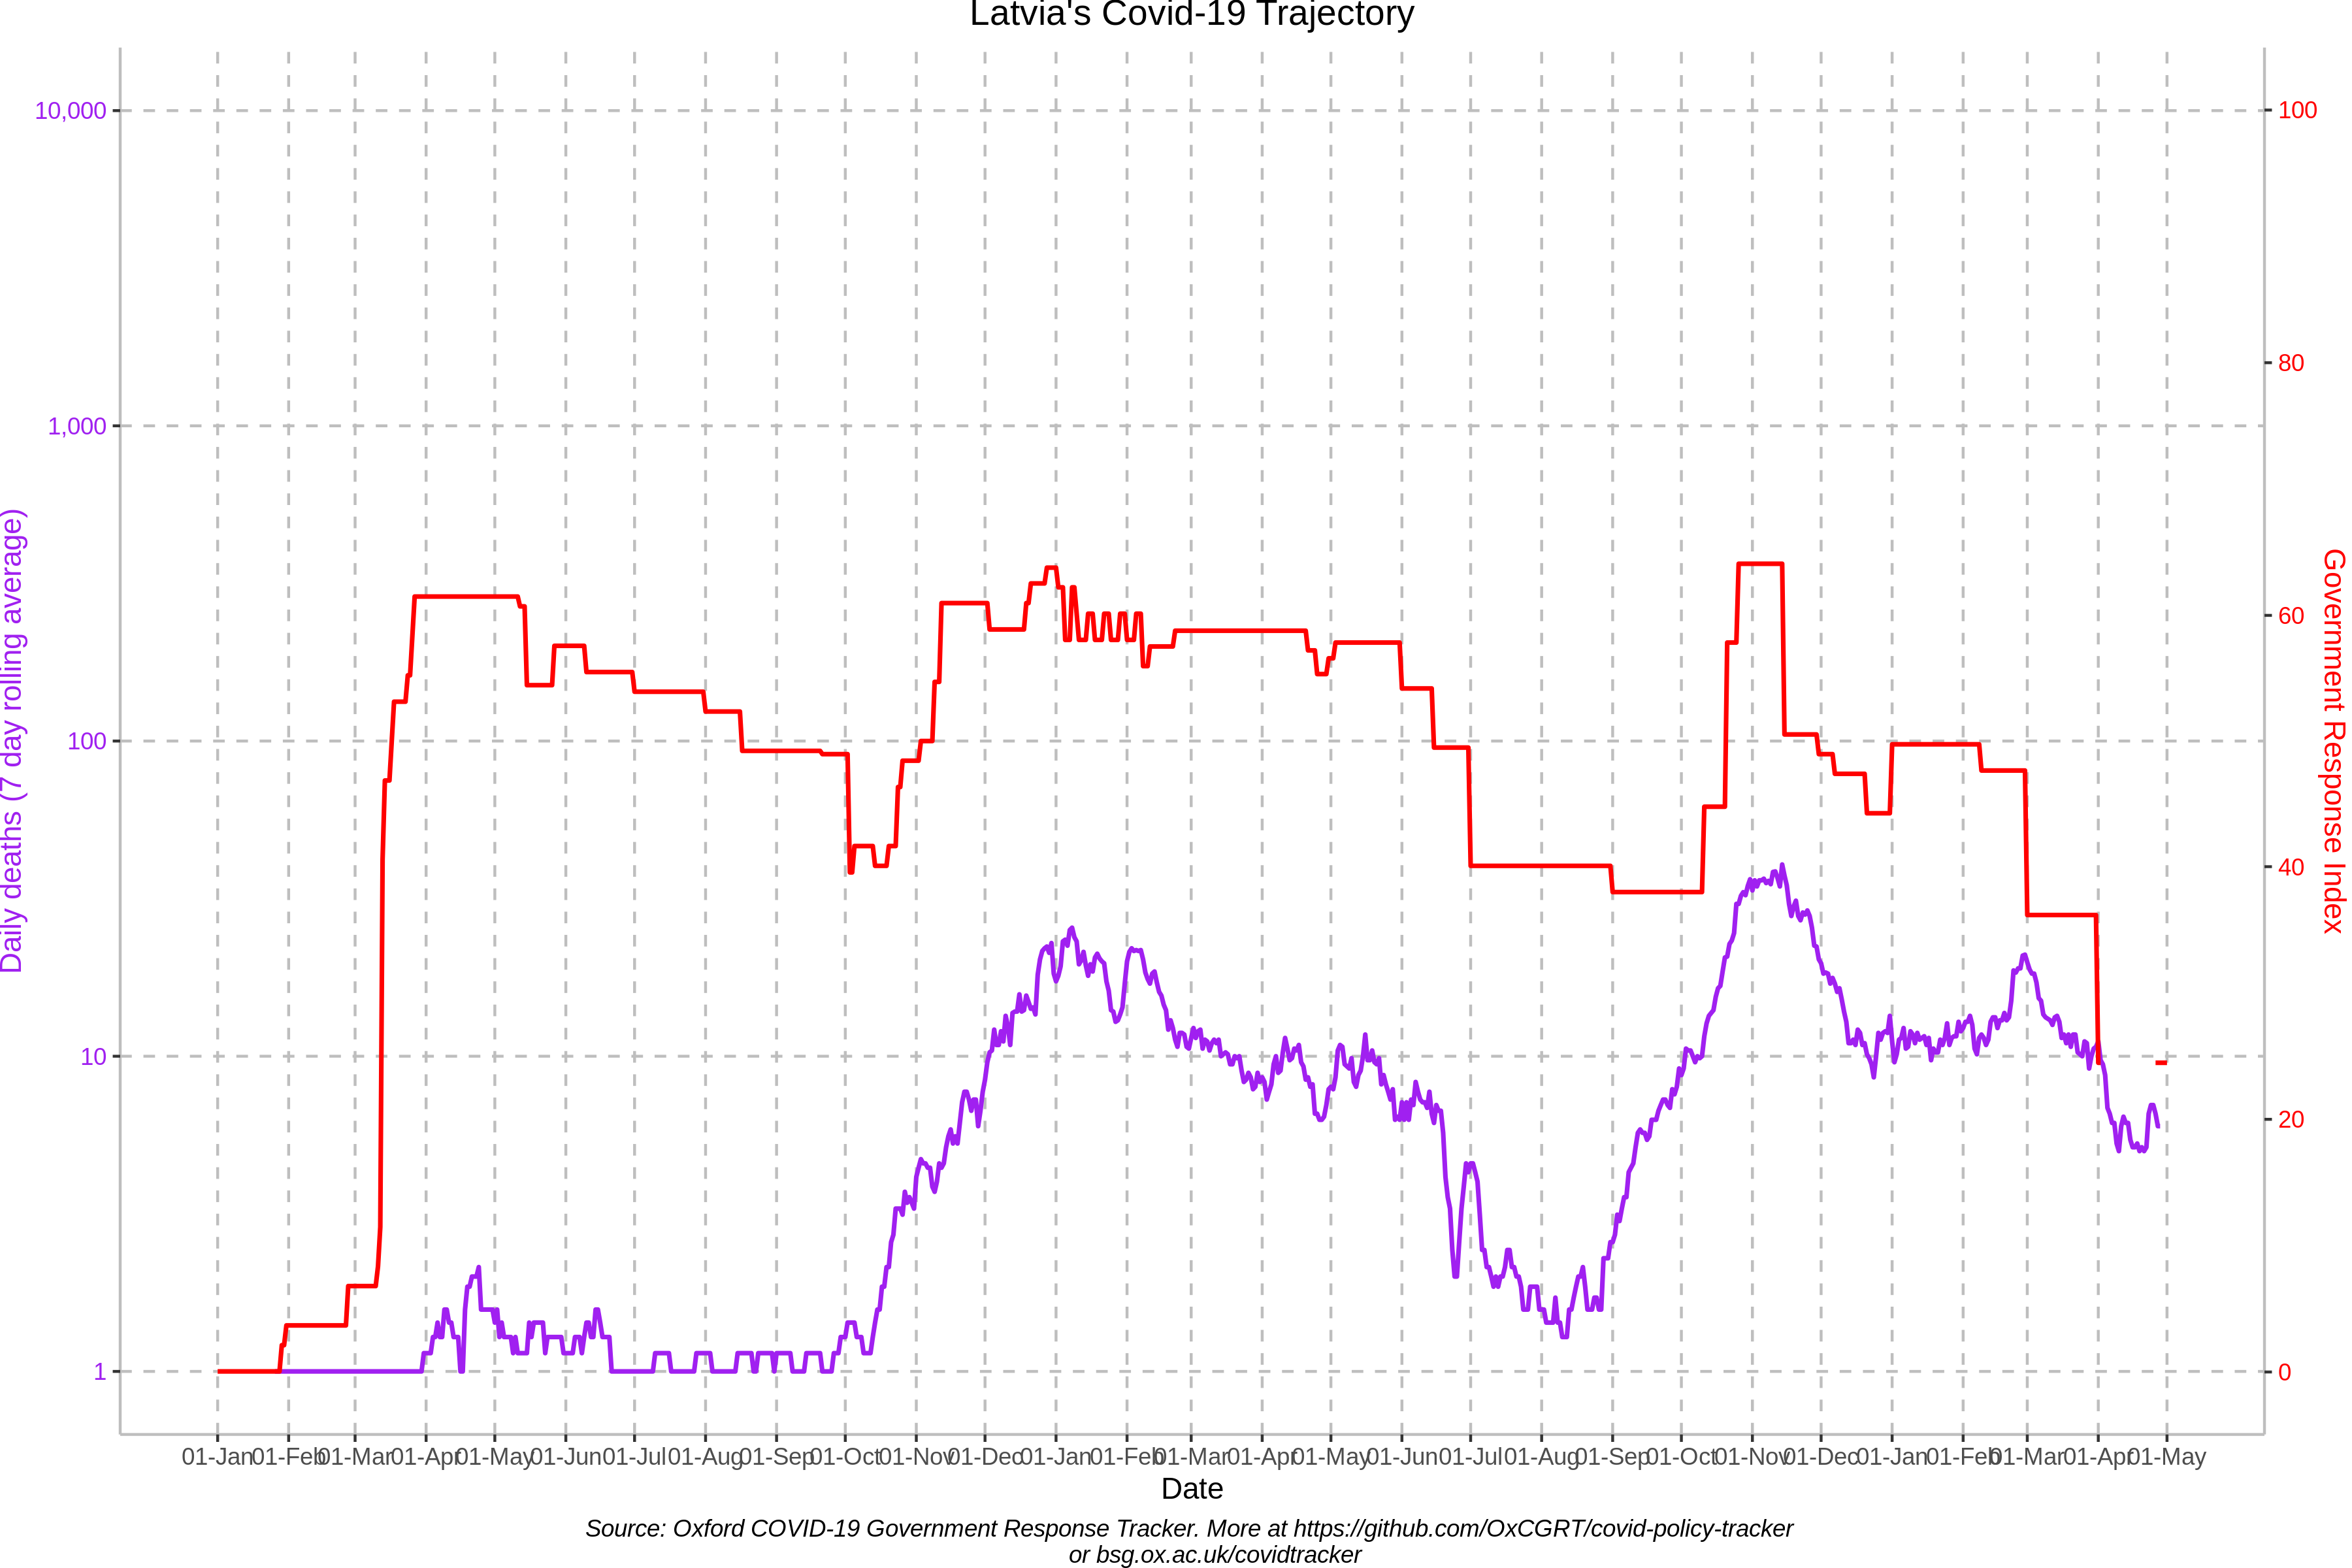 Latvia's Covid-19 Trajectory
10,000
1,000
100
10
1
Daily deaths (7 day rolling average)
100
80
60
40
20
0
Government Response Index
01-Jan 01-Feb 01-Mar 01-Apr 01-May 01-Jun 01-Jul 01-Aug 01-Sep 01-Oct 01-Nov 01-Dec 01-Jan 01-Feb 01-Mar 01-Apr 01-May 01-Jun 01-Jul 01-Aug 01-Sep 01-Oct 01-Nov 01-Dec 01-Jan 01-Feb 01-Mar 01-Apr 01-May
Date
Source: Oxford COVID-19 Government Response Tracker. More at https://github.com/OxCGRT/covid-policy-tracker
or bsg.ox.ac.uk/covidtracker